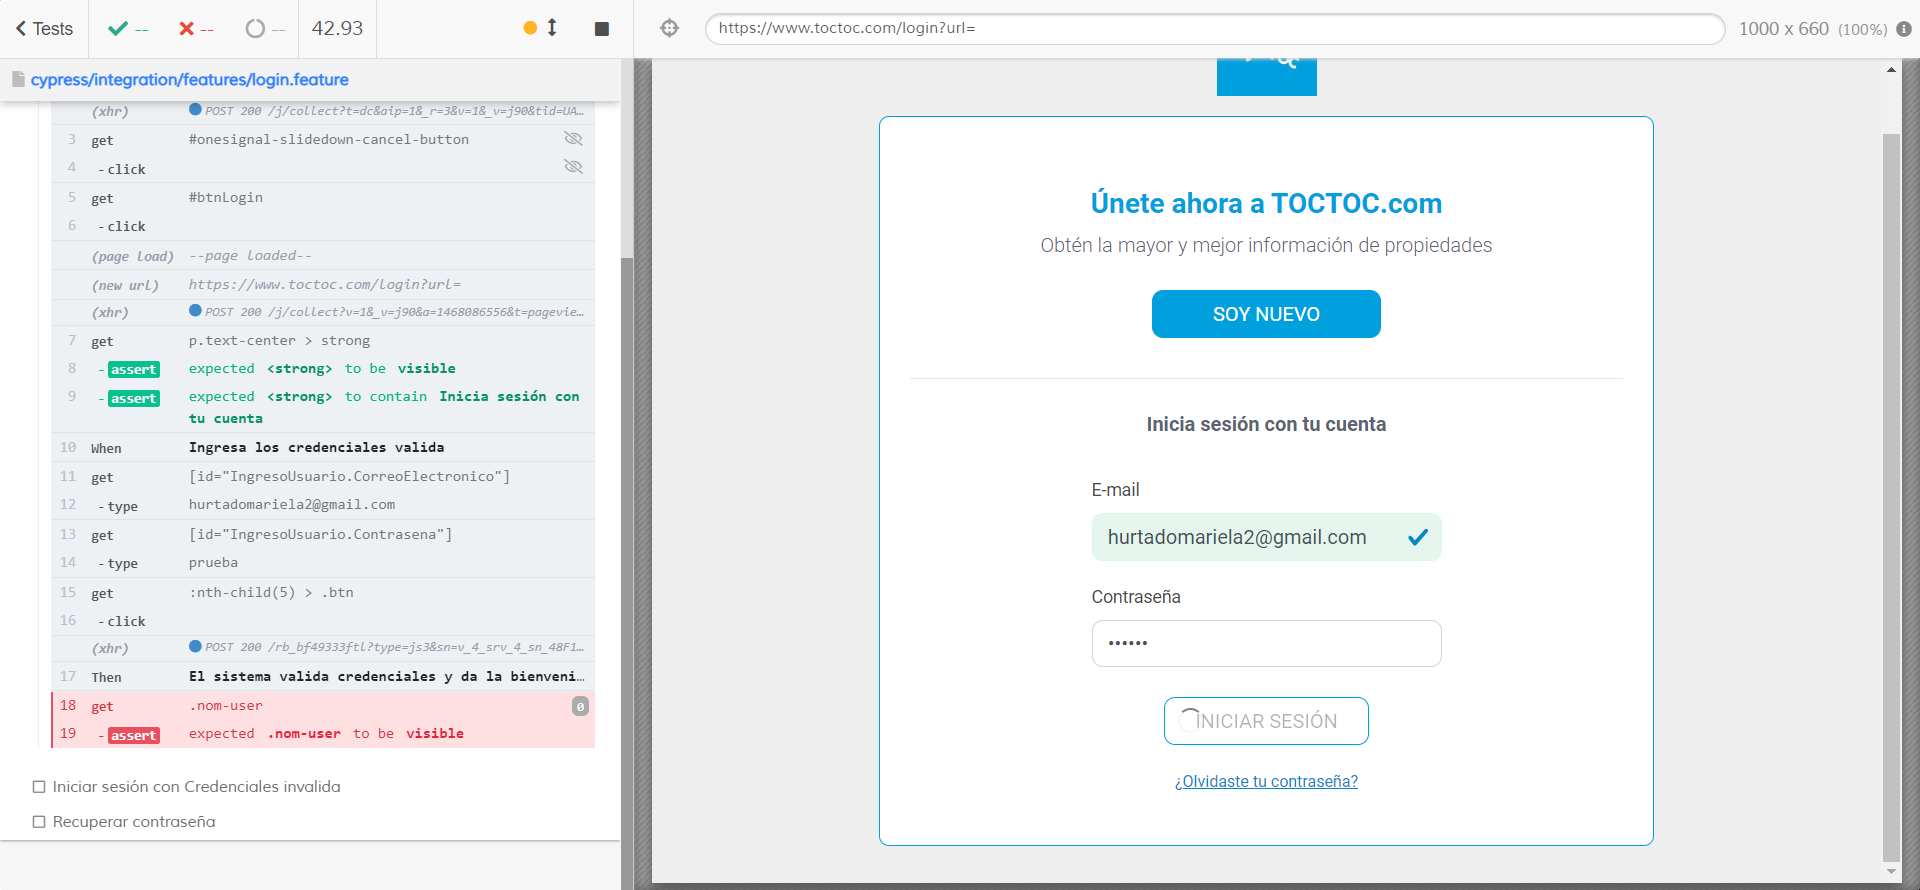 Tests -- -- -- 42.93
https://www.toctoc.com/login?url=
1000 x 660 (100%)
cypress/integration/features/login.feature
(xhr) POST 200 /j/collect?t=dc&aip=1&_r=3&v=1&_v=j90&tid=UA…
3 get #onesignal-slidedown-cancel-button
4 -click
5 get #btnLogin
6 -click
(page load) --page loaded--
(new url) https://www.toctoc.com/login?url=
(xhr) POST 200 /j/collect?v=1&_v=j90&a=1468086556&t=pagevie…
7 get p.text-center > strong
8 -assert expected <strong> to be visible
9 -assert expected <strong> to contain Inicia sesión con
tu cuenta
10 When Ingresa los credenciales valida
11 get [id="IngresoUsuario.CorreoElectronico"]
12 -type hurtadomariela2@gmail.com
13 get [id="IngresoUsuario.Contrasena"]
14 -type prueba
15 get :nth-child(5) > .btn
16 -click
(xhr) POST 200 /rb_bf49333ftl?type=js3&sn=v_4_srv_4_sn_48F1…
17 Then El sistema valida credenciales y da la bienveni…
18 get .nom-user 0
19 -assert expected .nom-user to be visible
Iniciar sesión con Credenciales invalida
Recuperar contraseña
Únete ahora a TOCTOC.com
Obtén la mayor y mejor información de propiedades
SOY NUEVO
Inicia sesión con tu cuenta
E-mail
hurtadomariela2@gmail.com
Contraseña
••••••
INICIAR SESIÓN
¿Olvidaste tu contraseña?